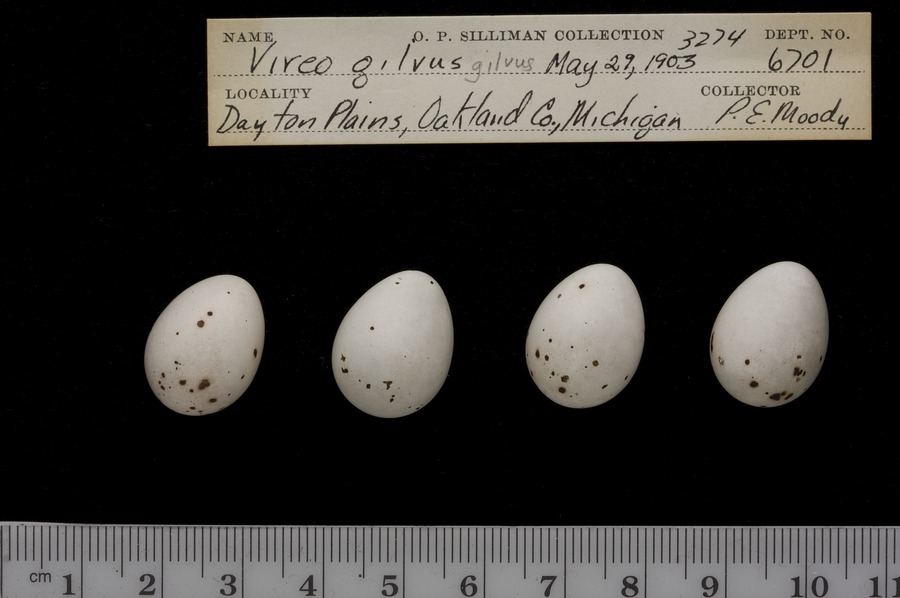 NAME O. P. SILLIMAN COLLECTION 3274 DEPT. NO.
Vireo gilvus gilvus May 29, 1903 6701
LOCALITY COLLECTOR
Dayton Plains, Oakland Co., Michigan P. E. Moody
cm 1 2 3 4 5 6 7 8 9 10 11